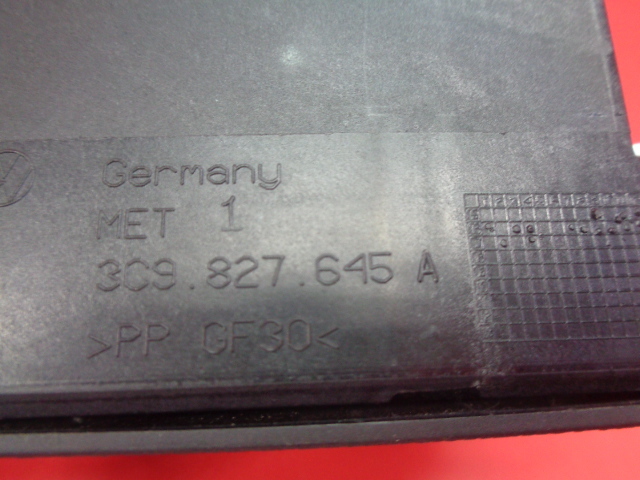 Germany
MET 1
3C9.827.645 A
>PP GF30<